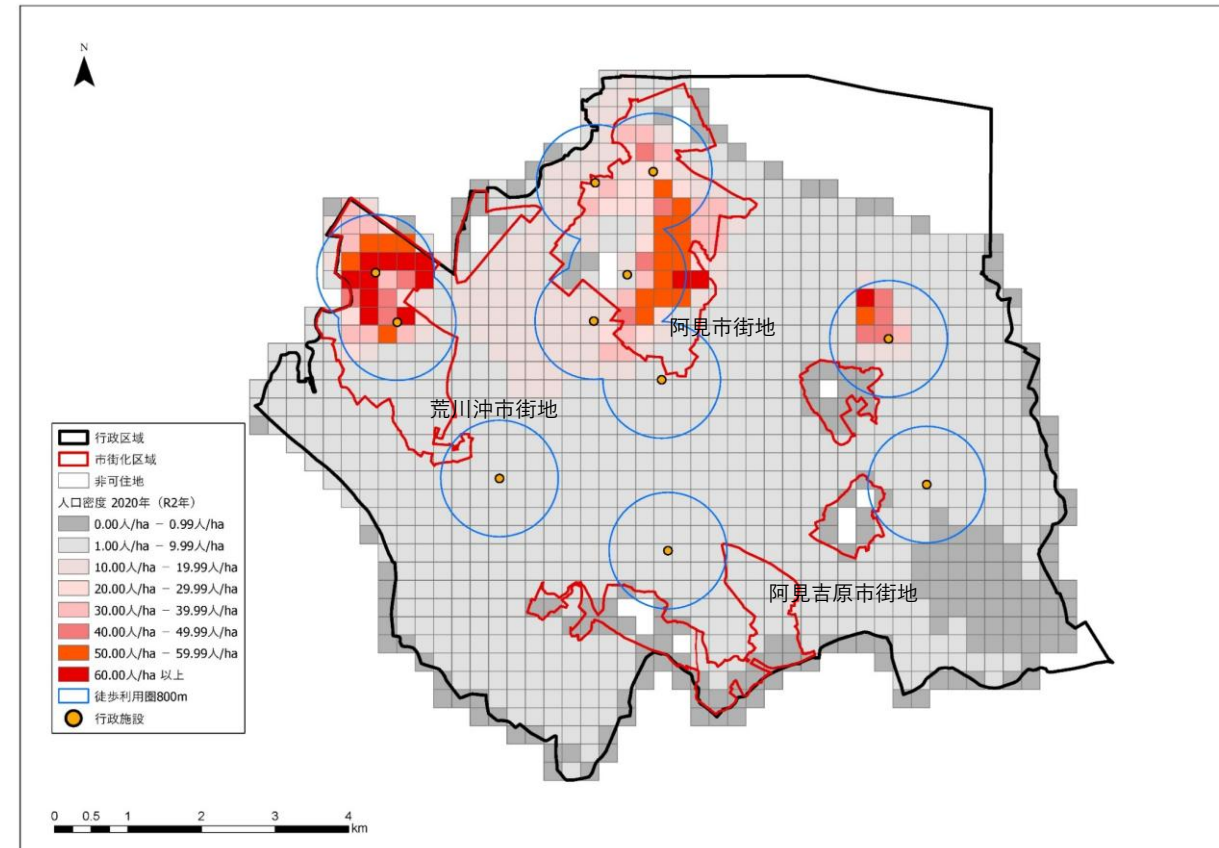 N
阿見市街地
荒川沖市街地
阿見吉原市街地
行政区域
市街化区域
非可住地
人口密度 2020年（R2年）
0.00人/ha － 0.99人/ha
1.00人/ha － 9.99人/ha
10.00人/ha － 19.99人/ha
20.00人/ha － 29.99人/ha
30.00人/ha － 39.99人/ha
40.00人/ha － 49.99人/ha
50.00人/ha － 59.99人/ha
60.00人/ha 以上
徒歩利用圏800m
行政施設
0 0.5 1 2 3 4
km